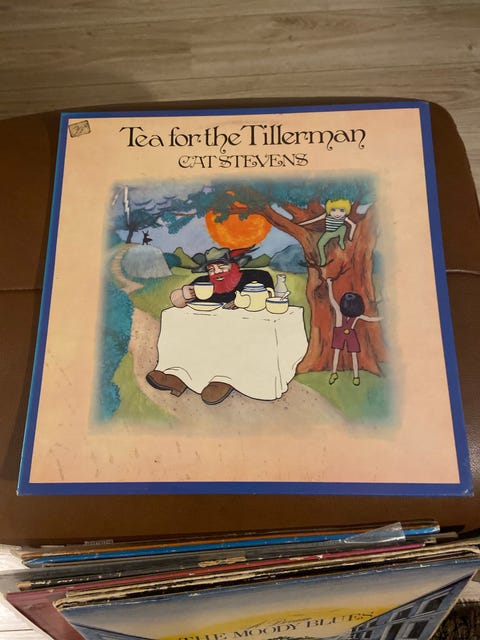 Tea for the Tillerman
CAT STEVENS
THE MOODY BLUES